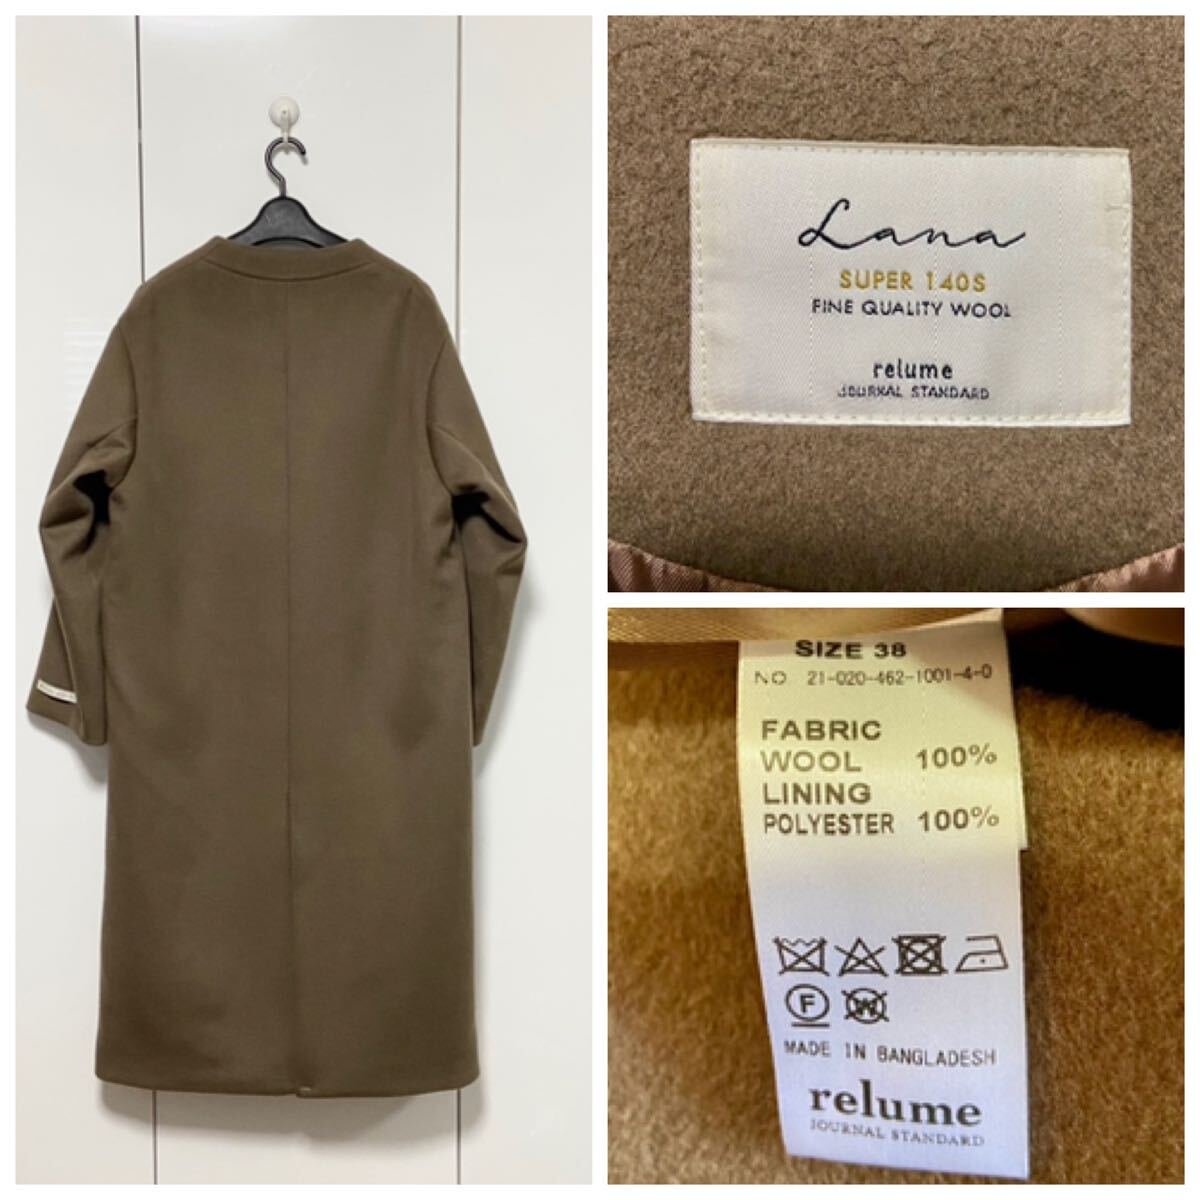 Lana
SUPER 140S
FINE QUALITY WOOL
relume
JOURNAL STANDARD
SIZE 38
NO 21-020-462-1001-4-0
FABRIC
WOOL 100%
LINING
POLYESTER 100%
F W
MADE IN BANGLADESH
relume
JOURNAL STANDARD